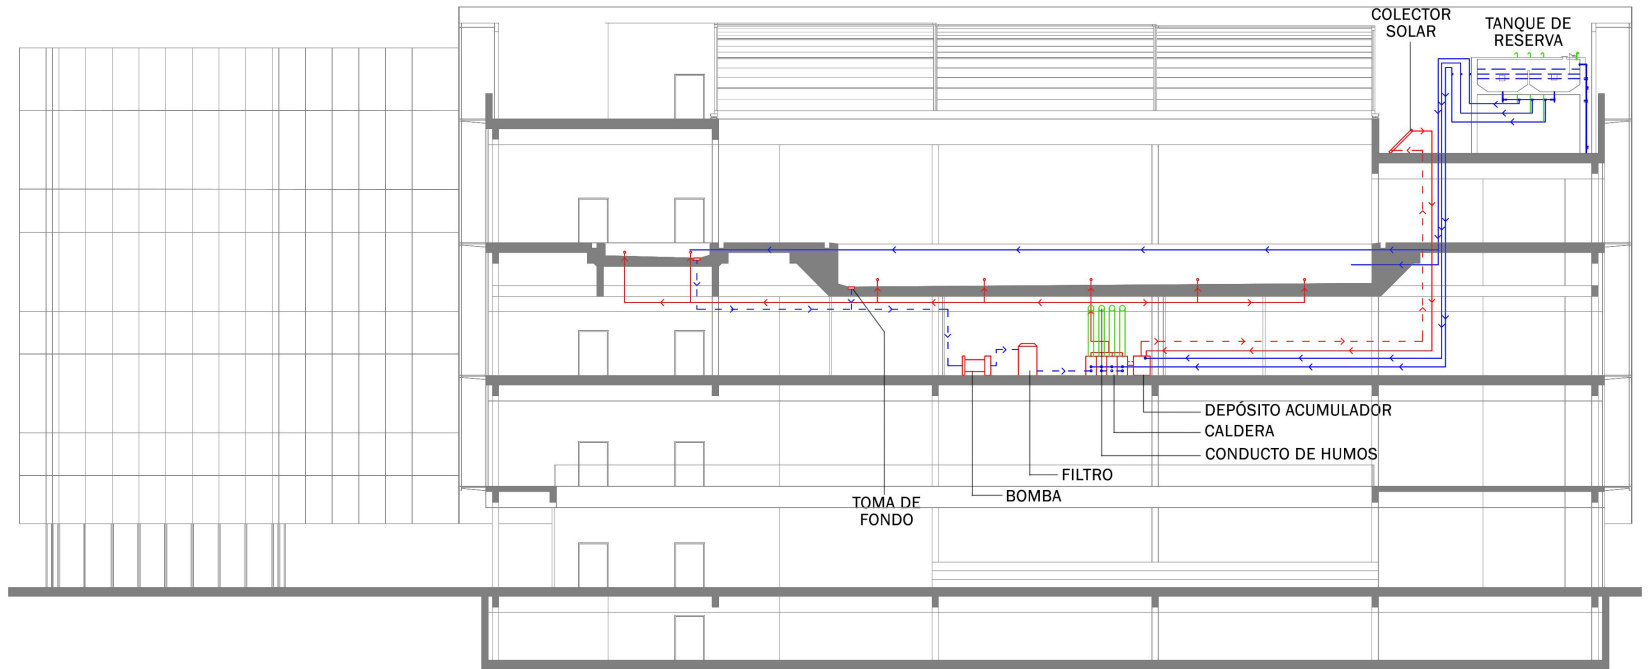 COLECTOR
SOLAR
TANQUE DE
RESERVA
DEPÓSITO ACUMULADOR
CALDERA
CONDUCTO DE HUMOS
FILTRO
BOMBA
TOMA DE
FONDO